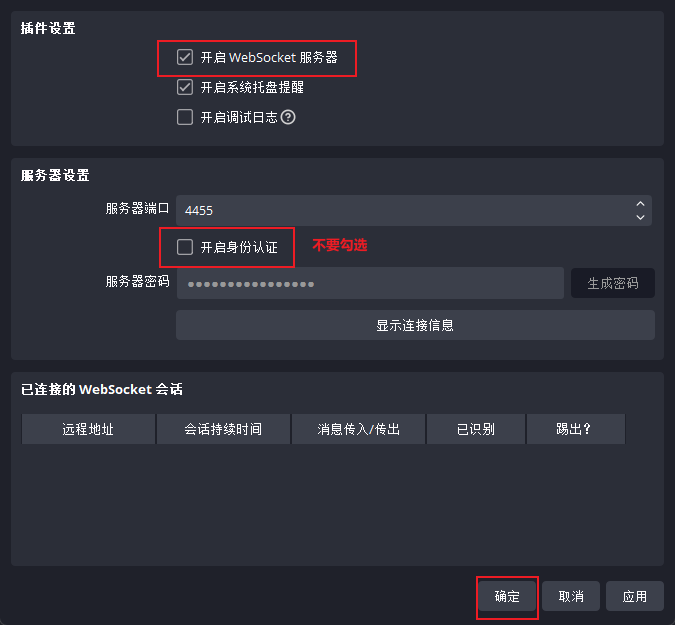 插件设置
开启 WebSocket 服务器
开启系统托盘提醒
开启调试日志 ?
服务器设置
服务器端口 4455
开启身份认证 不要勾选
服务器密码 ●●●●●●●●●●●●●●●● 生成密码
显示连接信息
已连接的 WebSocket 会话
远程地址 会话持续时间 消息传入/传出 已识别 踢出？
确定 取消 应用